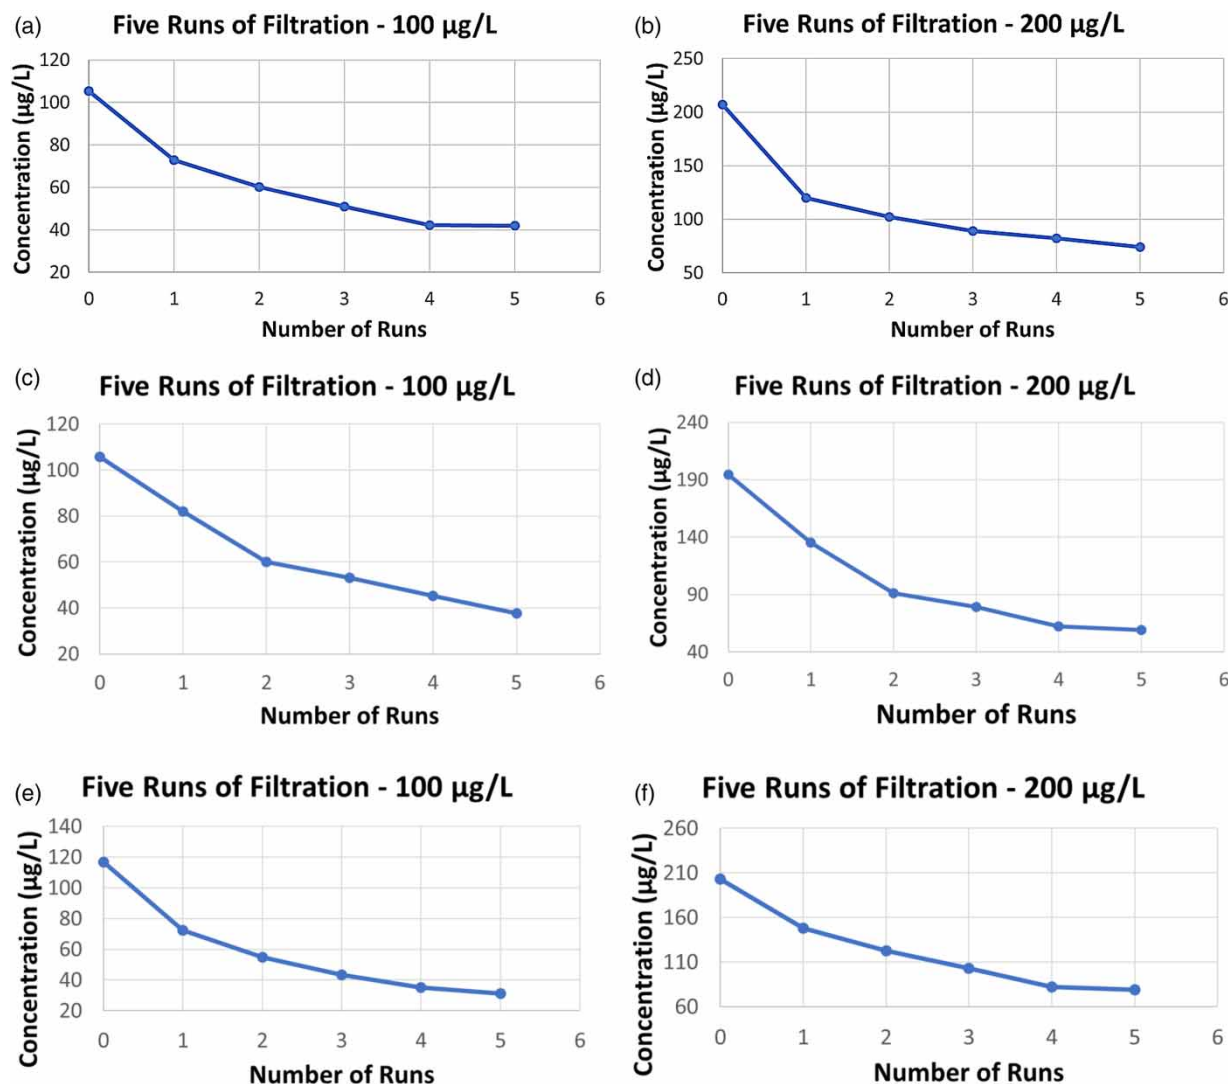 (a) Five Runs of Filtration - 100 µg/L
Concentration (µg/L)
120
100
80
60
40
20
0 1 2 3 4 5 6
Number of Runs
(b) Five Runs of Filtration - 200 µg/L
Concentration (µg/L)
250
200
150
100
50
0 1 2 3 4 5 6
Number of Runs
(c) Five Runs of Filtration - 100 µg/L
Concentration (µg/L)
120
100
80
60
40
20
0 1 2 3 4 5 6
Number of Runs
(d) Five Runs of Filtration - 200 µg/L
Concentration (µg/L)
240
190
140
90
40
0 1 2 3 4 5 6
Number of Runs
(e) Five Runs of Filtration - 100 µg/L
Concentration (µg/L)
140
120
100
80
60
40
20
0 1 2 3 4 5 6
Number of Runs
(f) Five Runs of Filtration - 200 µg/L
Concentration (µg/L)
260
210
160
110
60
0 1 2 3 4 5 6
Number of Runs